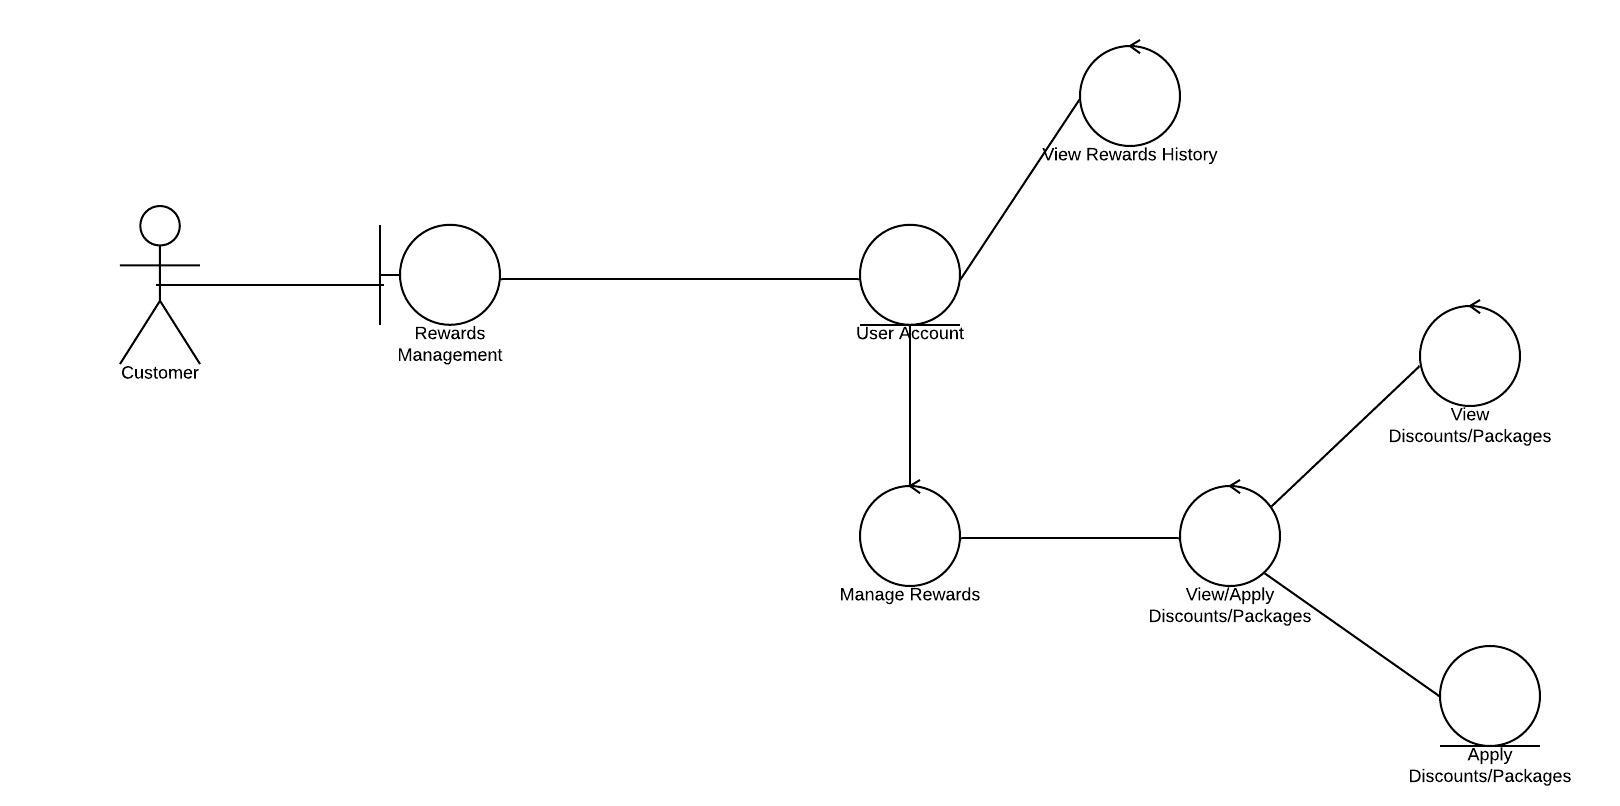 View Rewards History
Customer
Rewards
Management
User Account
View
Discounts/Packages
Manage Rewards
View/Apply
Discounts/Packages
Apply
Discounts/Packages